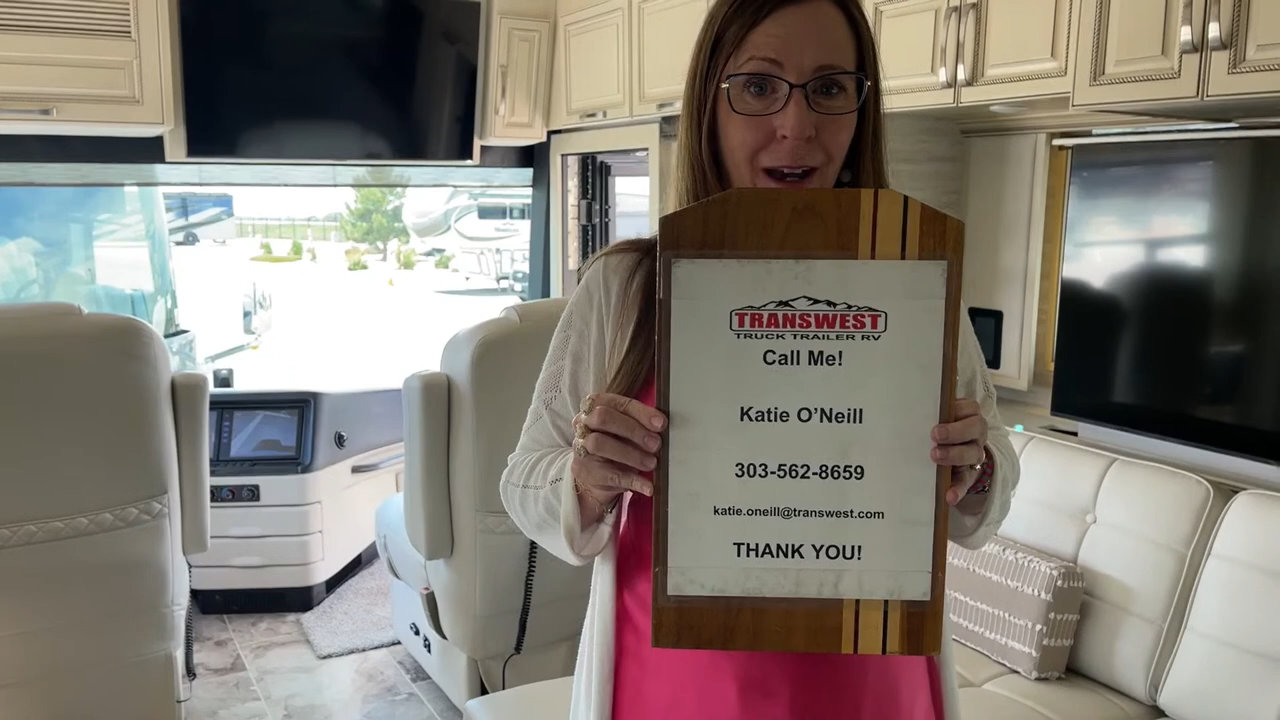 TRANSWEST
TRUCK TRAILER RV
Call Me!
Katie O’Neill
303-562-8659
katie.oneill@transwest.com
THANK YOU!